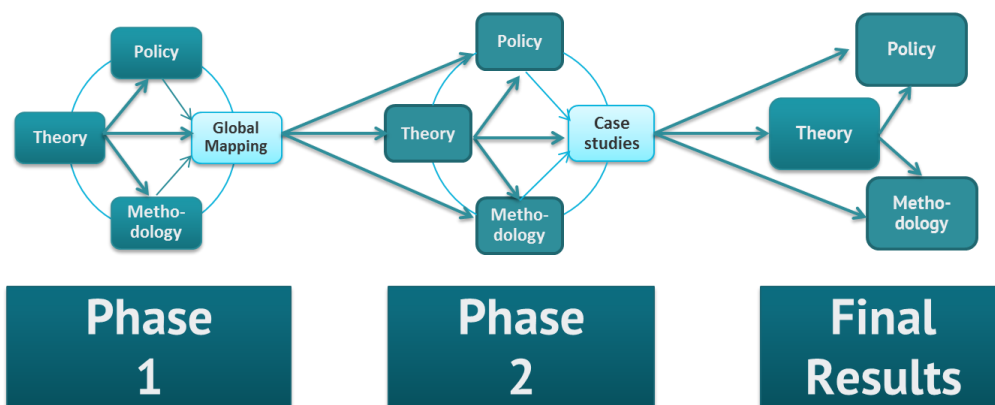 Policy
Theory
Global
Mapping
Metho-
dology
Policy
Theory
Case
studies
Metho-
dology
Policy
Theory
Metho-
dology
Phase
1
Phase
2
Final
Results